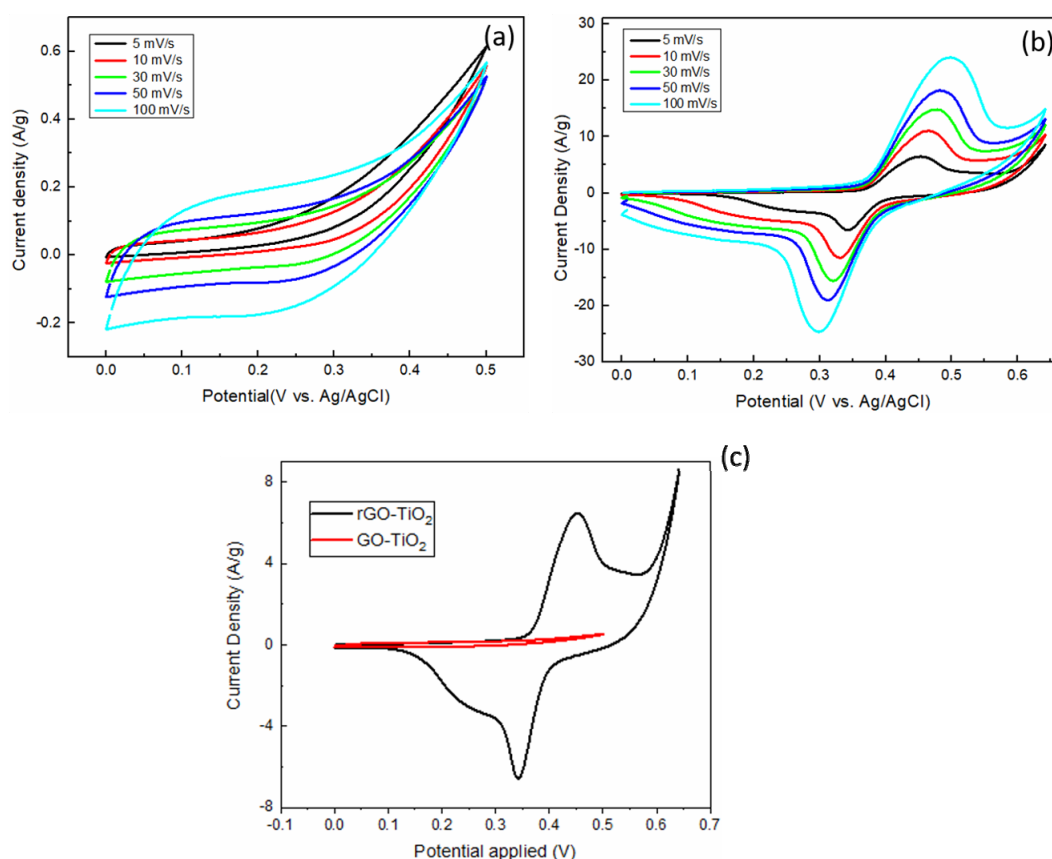 (a)
5 mV/s
10 mV/s
30 mV/s
50 mV/s
100 mV/s
Current density (A/g)
0.6
0.4
0.2
0.0
-0.2
0.0 0.1 0.2 0.3 0.4 0.5
Potential(V vs. Ag/AgCl)
(b)
5 mV/s
10 mV/s
30 mV/s
50 mV/s
100 mV/s
Current Density (A/g)
30
20
10
0
-10
-20
-30
0.0 0.1 0.2 0.3 0.4 0.5 0.6
Potential (V vs. Ag/AgCl)
(c)
rGO-TiO₂
GO-TiO₂
Current Density (A/g)
8
4
0
-4
-8
-0.1 0.0 0.1 0.2 0.3 0.4 0.5 0.6 0.7
Potential applied (V)